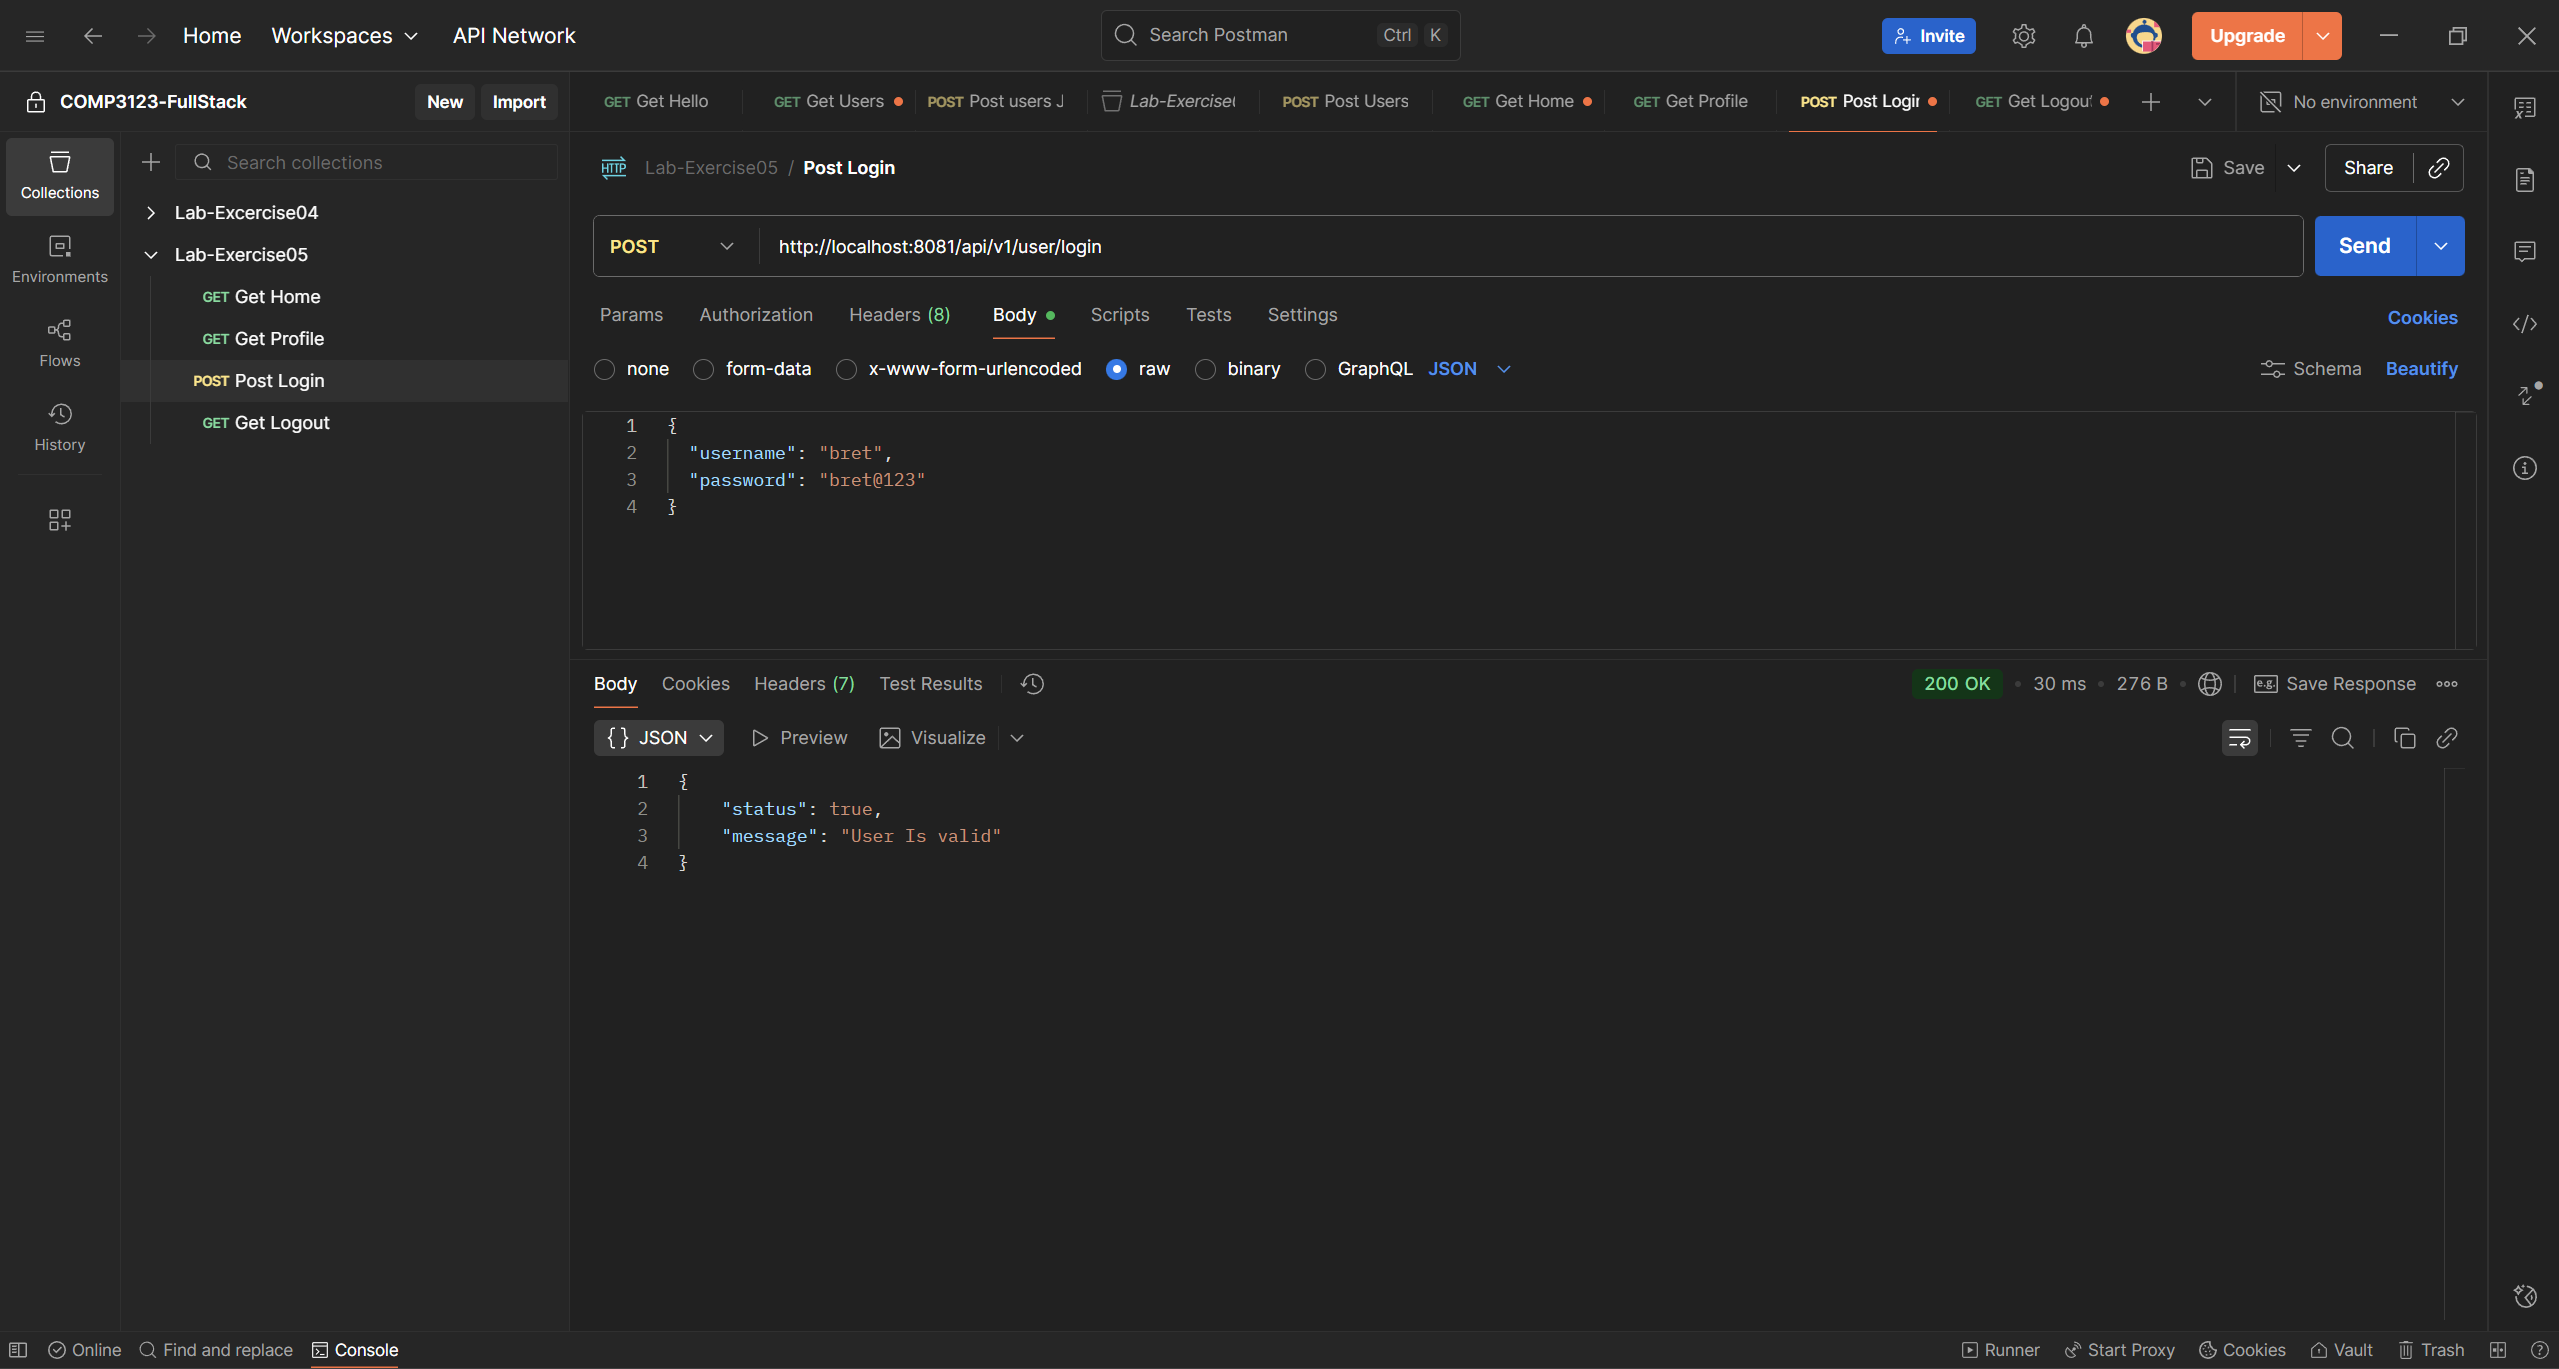 Home Workspaces API Network Search Postman Ctrl K Invite Upgrade
COMP3123-FullStack New Import
GET Get Hello GET Get Users POST Post users J Lab-Exercise POST Post Users GET Get Home GET Get Profile POST Post Login GET Get Logout No environment
Collections
Environments
Flows
History
Search collections
Lab-Excercise04
Lab-Exercise05
GET Get Home
GET Get Profile
POST Post Login
GET Get Logout
HTTP Lab-Exercise05 / Post Login Save Share
POST http://localhost:8081/api/v1/user/login Send
Params Authorization Headers (8) Body Scripts Tests Settings Cookies
none form-data x-www-form-urlencoded raw binary GraphQL JSON Schema Beautify
1 {
2 "username": "bret",
3 "password": "bret@123"
4 }
Body Cookies Headers (7) Test Results 200 OK • 30 ms • 276 B • e.g. Save Response
{} JSON Preview Visualize
1 {
2 "status": true,
3 "message": "User Is valid"
4 }
Online Find and replace Console Runner Start Proxy Cookies Vault Trash